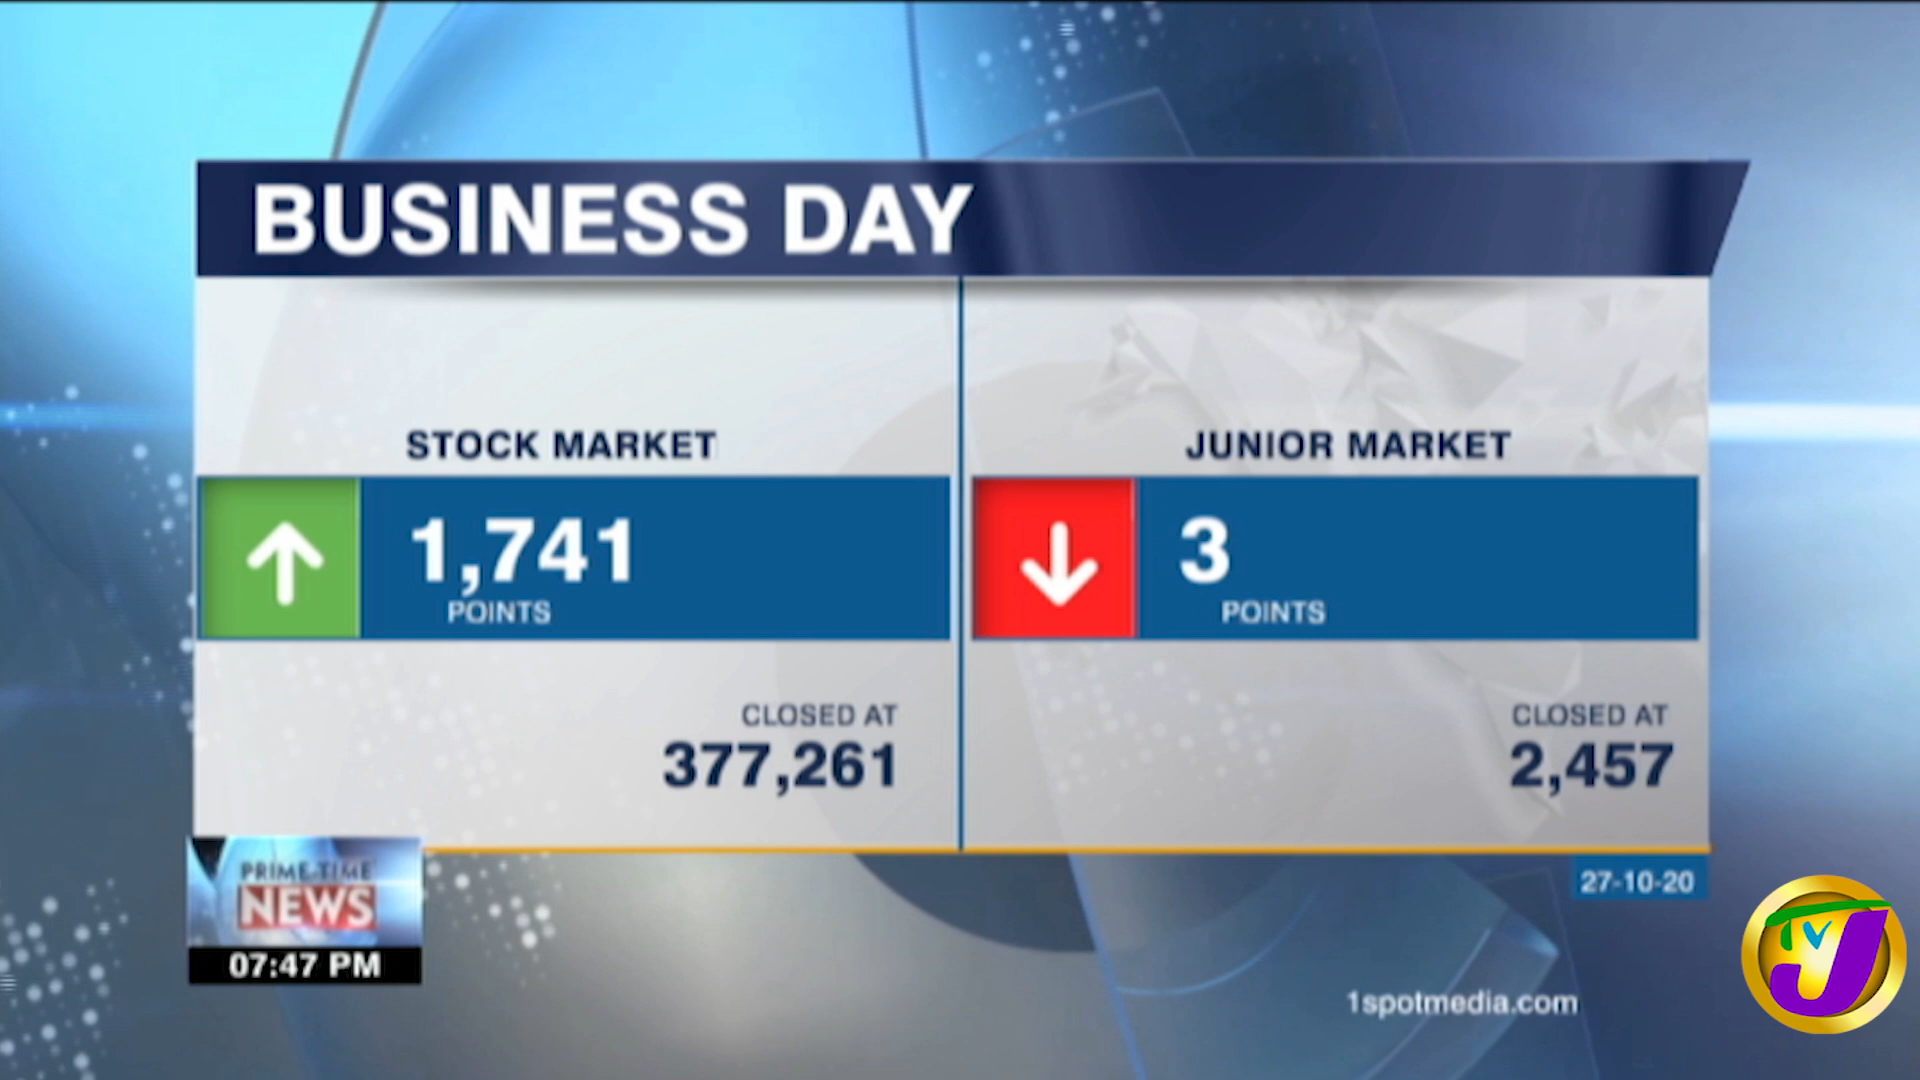 BUSINESS DAY
STOCK MARKET
1,741
POINTS
CLOSED AT
377,261
JUNIOR MARKET
3
POINTS
CLOSED AT
2,457
PRIME TIME
NEWS
07:47 PM
27-10-20
1spotmedia.com
TVJ